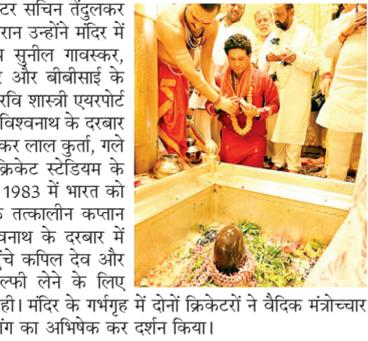 टर सचिन तेंदुलकर
रान उन्होंने मंदिर में
सुनील गावस्कर,
और बीबीसाई के
रवि शास्त्री एयरपोर्ट
विश्वनाथ के दरबार
कर लाल कुर्ता, गले
क्रिकेट स्टेडियम के
1983 में भारत को
तत्कालीन कप्तान
वनाथ के दरबार में
हुंचे कपिल देव और
ल्फी लेने के लिए
ही। मंदिर के गर्भगृह में दोनों क्रिकेटरों ने वैदिक मंत्रोच्चार
ंग का अभिषेक कर दर्शन किया।